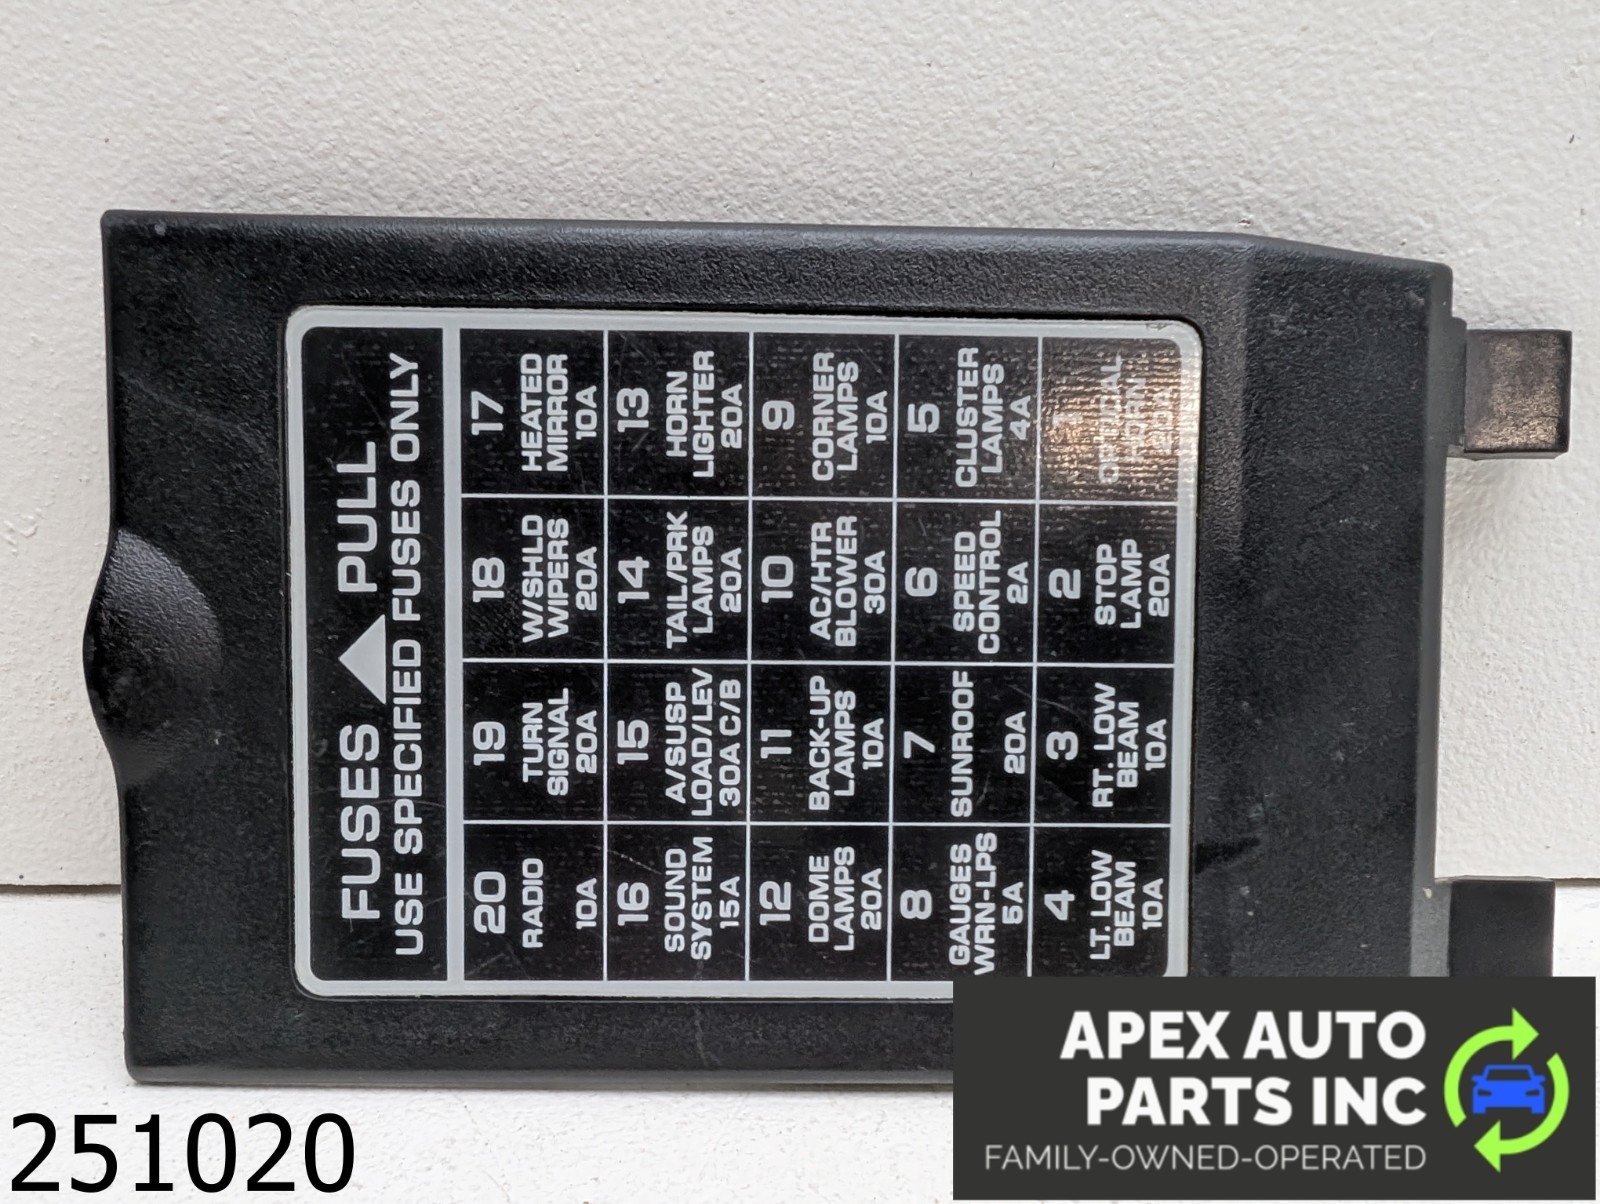 FUSES PULL
USE SPECIFIED FUSES ONLY
20
RADIO
10A
19
TURN
SIGNAL
20A
18
W/SHLD
WIPERS
20A
17
HEATED
MIRROR
10A
16
SOUND
SYSTEM
15A
15
A/SUSP
LOAD/LEV
30A C/B
14
TAIL/PRK
LAMPS
20A
13
HORN
LIGHTER
20A
12
DOME
LAMPS
20A
11
BACK-UP
LAMPS
10A
10
AC/HTR
BLOWER
30A
9
CORNER
LAMPS
10A
8
GAUGES
WRN-LPS
5A
7
SUNROOF
20A
6
SPEED
CONTROL
2A
5
CLUSTER
LAMPS
4A
4
LT. LOW
BEAM
10A
3
RT. LOW
BEAM
10A
2
STOP
LAMP
20A
1
OPTICAL
HORN
20A
251020
APEX AUTO
PARTS INC
FAMILY-OWNED-OPERATED